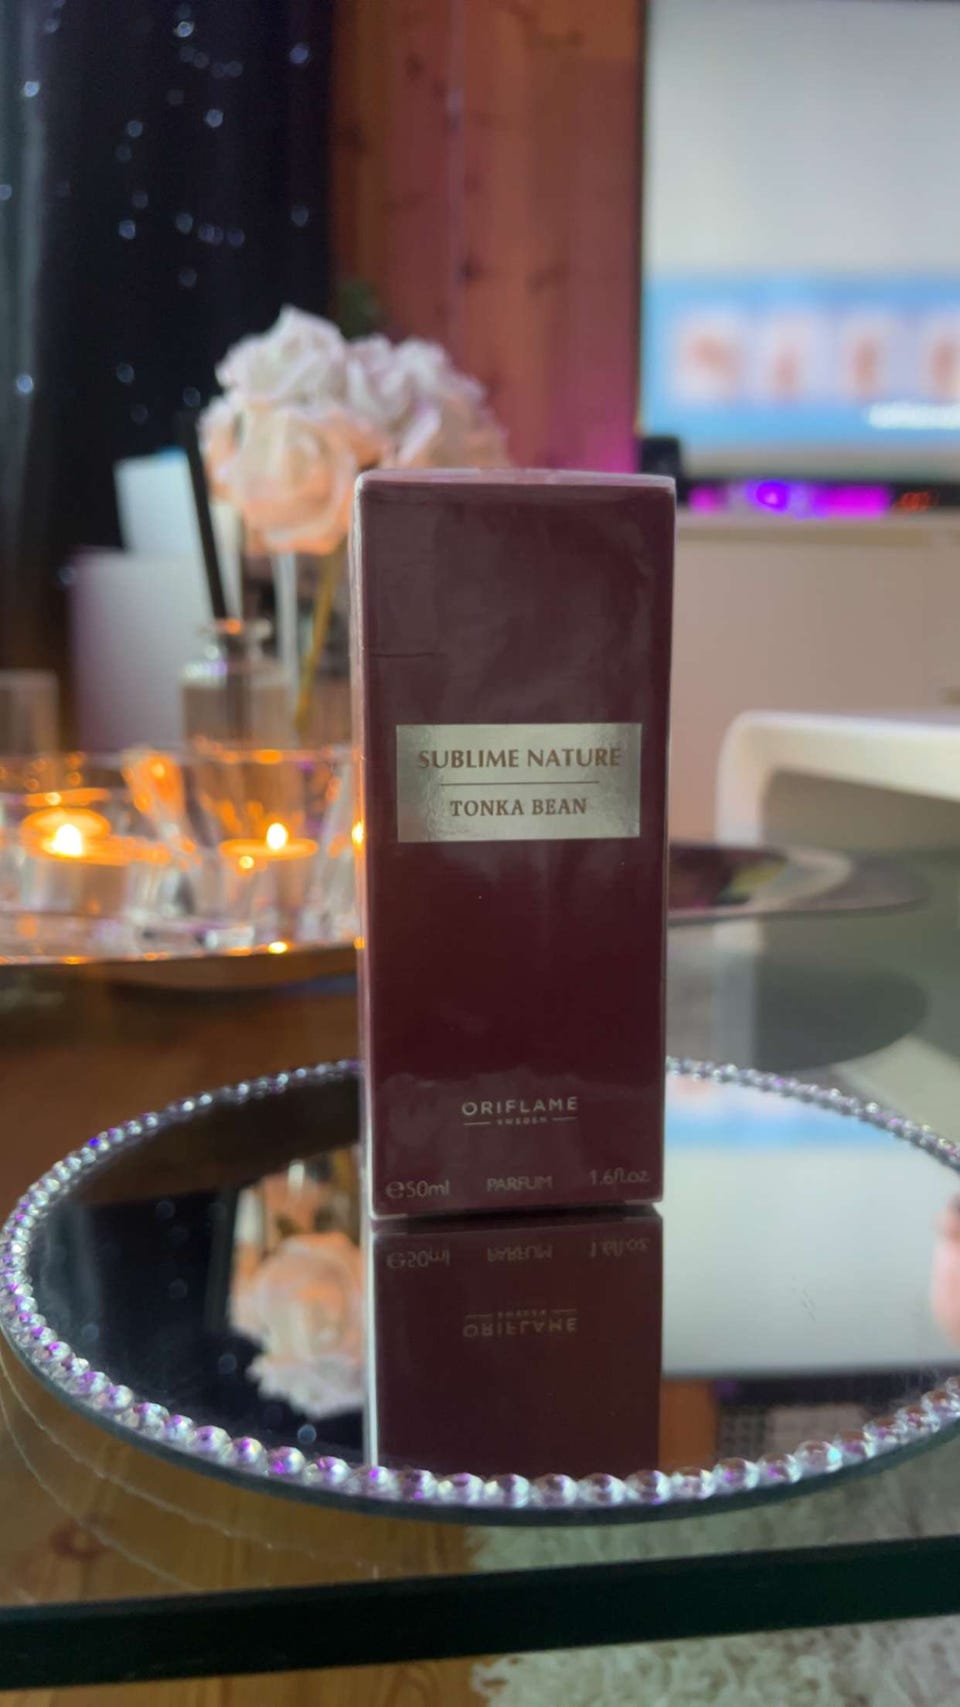 SUBLIME NATURE
TONKA BEAN
ORIFLAME
SWEDEN
℮50ml PARFUM 1.6fl.oz.